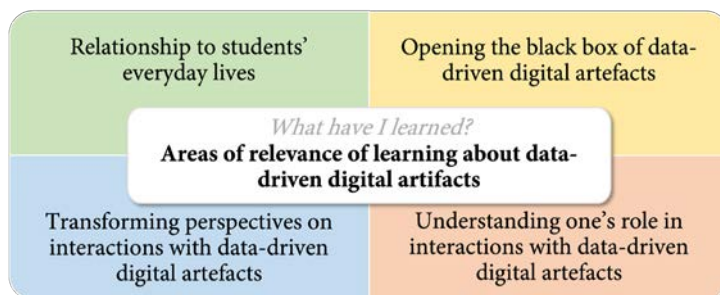 Relationship to students'
everyday lives
Opening the black box of data-
driven digital artefacts
What have I learned?
Areas of relevance of learning about data-
driven digital artifacts
Transforming perspectives on
interactions with data-driven
digital artefacts
Understanding one's role in
interactions with data-driven
digital artefacts